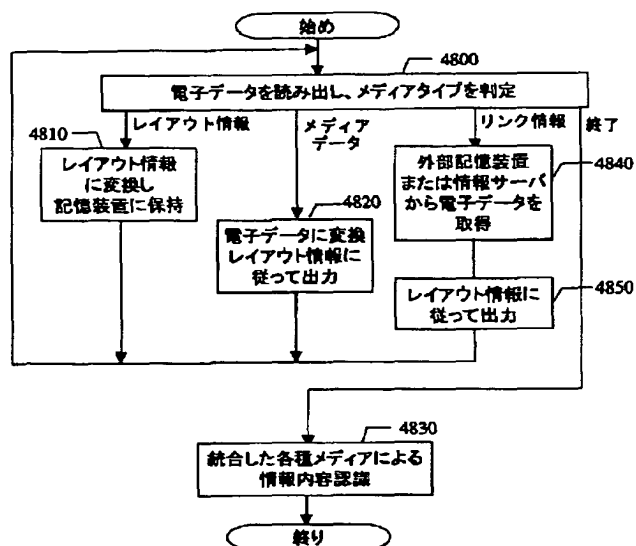 始め
4800
電子データを読み出し、メディアタイプを判定
レイアウト情報
メディア
データ
リンク情報
終了
4810
レイアウト情報
に変換し
記憶装置に保持
4820
電子データに変換
レイアウト情報に
従って出力
4840
外部記憶装置
または情報サーバ
から電子データを
取得
4850
レイアウト情報に
従って出力
4830
統合した各種メディアによる
情報内容認識
終り